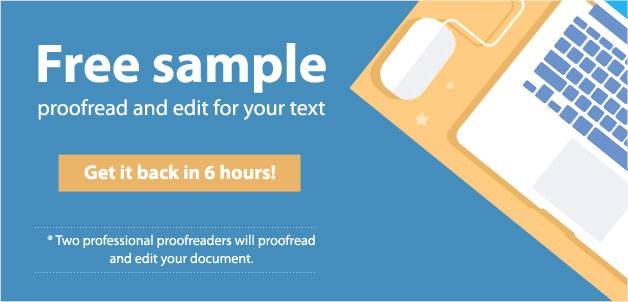 Free sample
proofread and edit for your text
Get it back in 6 hours!
* Two professional proofreaders will proofread
and edit your document.